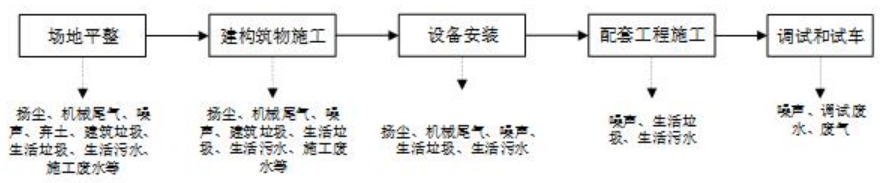 场地平整
建构筑物施工
设备安装
配套工程施工
调试和试车
扬尘、机械尾气、噪
声、弃土、建筑垃圾、
生活垃圾、生活污水、
施工废水等
扬尘、机械尾气、噪
声、建筑垃圾、生活垃
圾、生活污水、施工废
水等
扬尘、机械尾气、噪声、
生活垃圾、生活污水
噪声、生活垃
圾、生活污水
噪声、调试废
水、废气